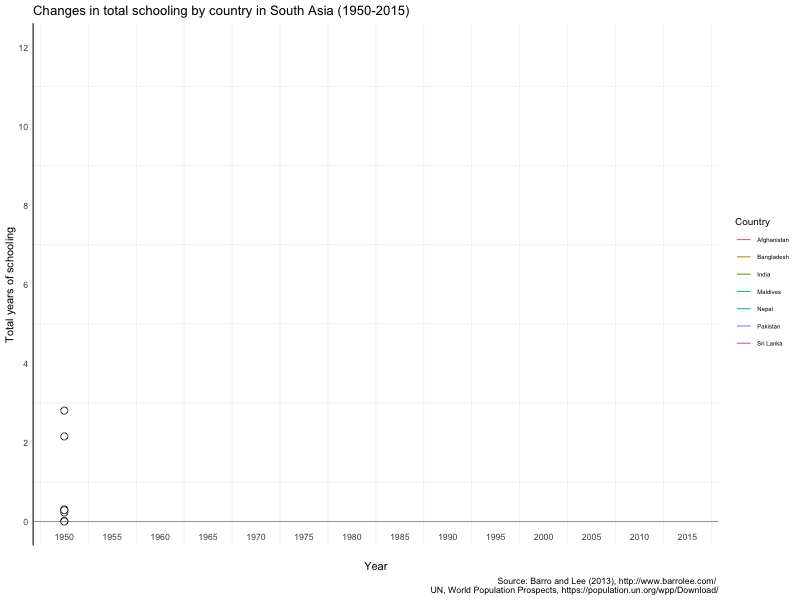 Changes in total schooling by country in South Asia (1950-2015)
12
10
8
6
4
2
0
Total years of schooling
1950 1955 1960 1965 1970 1975 1980 1985 1990 1995 2000 2005 2010 2015
Year
Country
Afghanistan
Bangladesh
India
Maldives
Nepal
Pakistan
Sri Lanka
Source: Barro and Lee (2013), http://www.barrolee.com/
UN, World Population Prospects, https://population.un.org/wpp/Download/